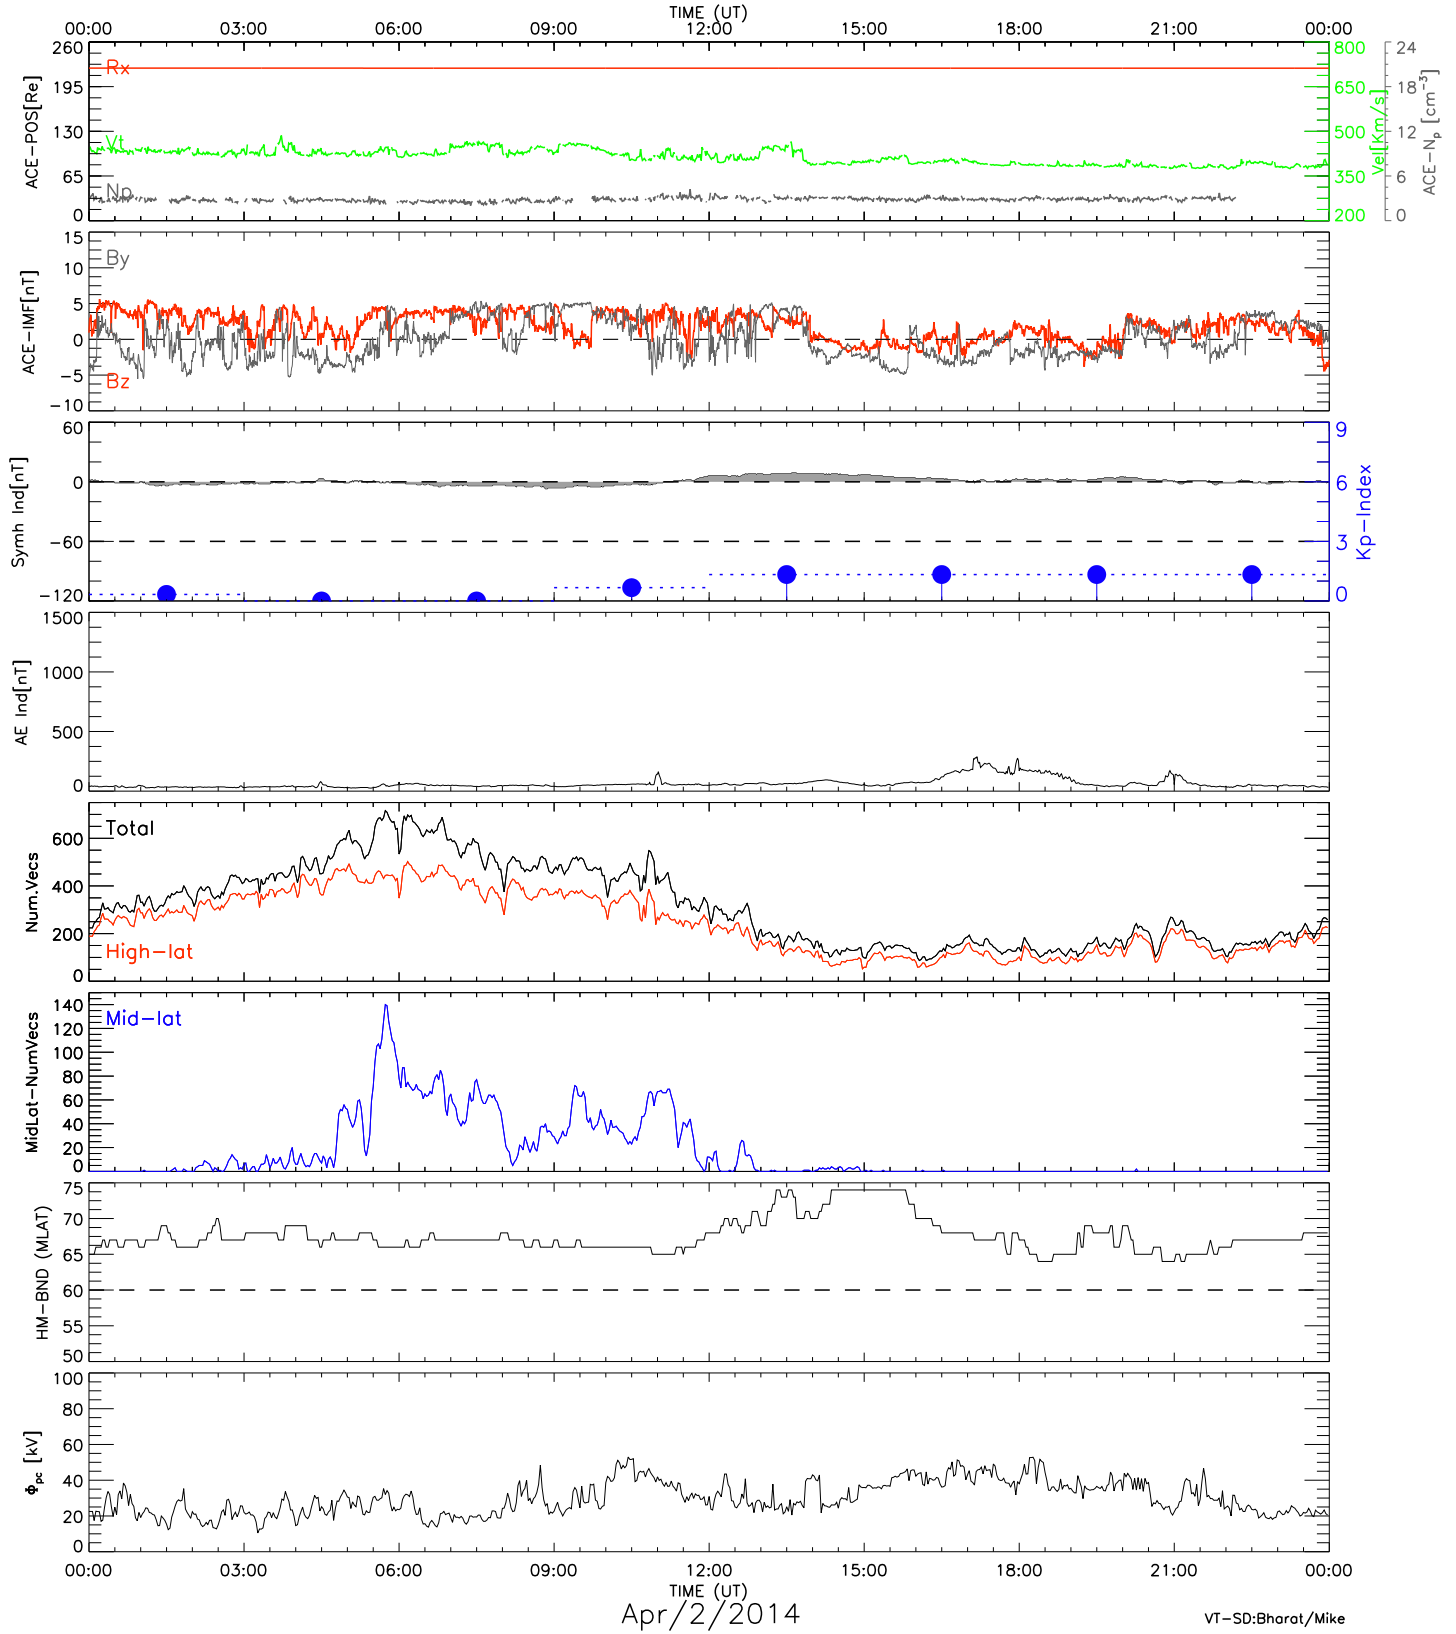 TIME (UT)
00:00 03:00 06:00 09:00 12:00 15:00 18:00 21:00 00:00
ACE-POS[Re]
260
195
130
65
0
Rx
Vt
Np
800
650
500
350
200
Vel[Km/s]
24
18
12
6
0
ACE-Np [cm-3]
ACE-IMF[nT]
15
10
5
0
-5
-10
By
Bz
Symh Ind[nT]
60
0
-60
-120
9
6
3
0
Kp-Index
AE Ind[nT]
1500
1000
500
0
Num.Vecs
600
400
200
0
Total
High-lat
MidLat-NumVecs
140
120
100
80
60
40
20
0
Mid-lat
HM-BND (MLAT)
75
70
65
60
55
50
Φpc [kV]
100
80
60
40
20
0
00:00 03:00 06:00 09:00 12:00 15:00 18:00 21:00 00:00
TIME (UT)
Apr/2/2014
VT-SD:Bharat/Mike